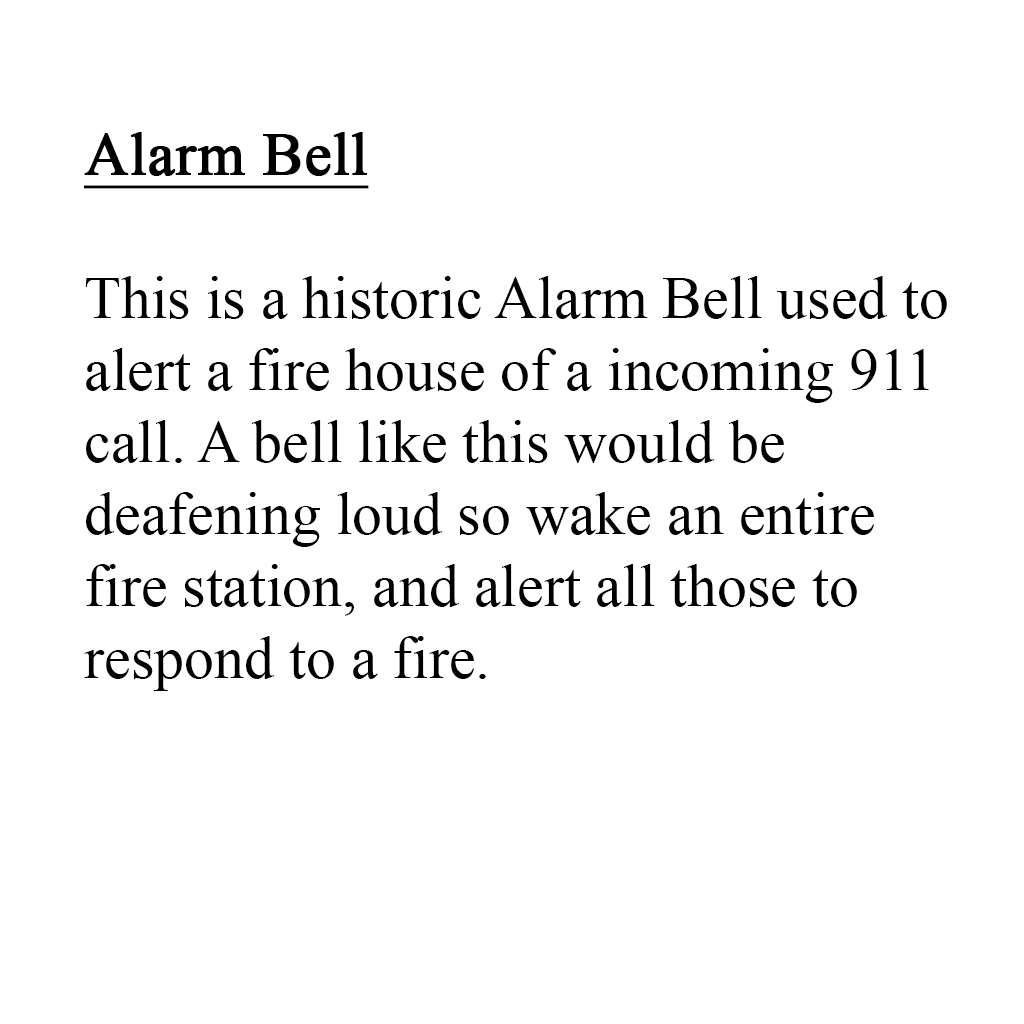 Alarm Bell
This is a historic Alarm Bell used to
alert a fire house of a incoming 911
call. A bell like this would be
deafening loud so wake an entire
fire station, and alert all those to
respond to a fire.